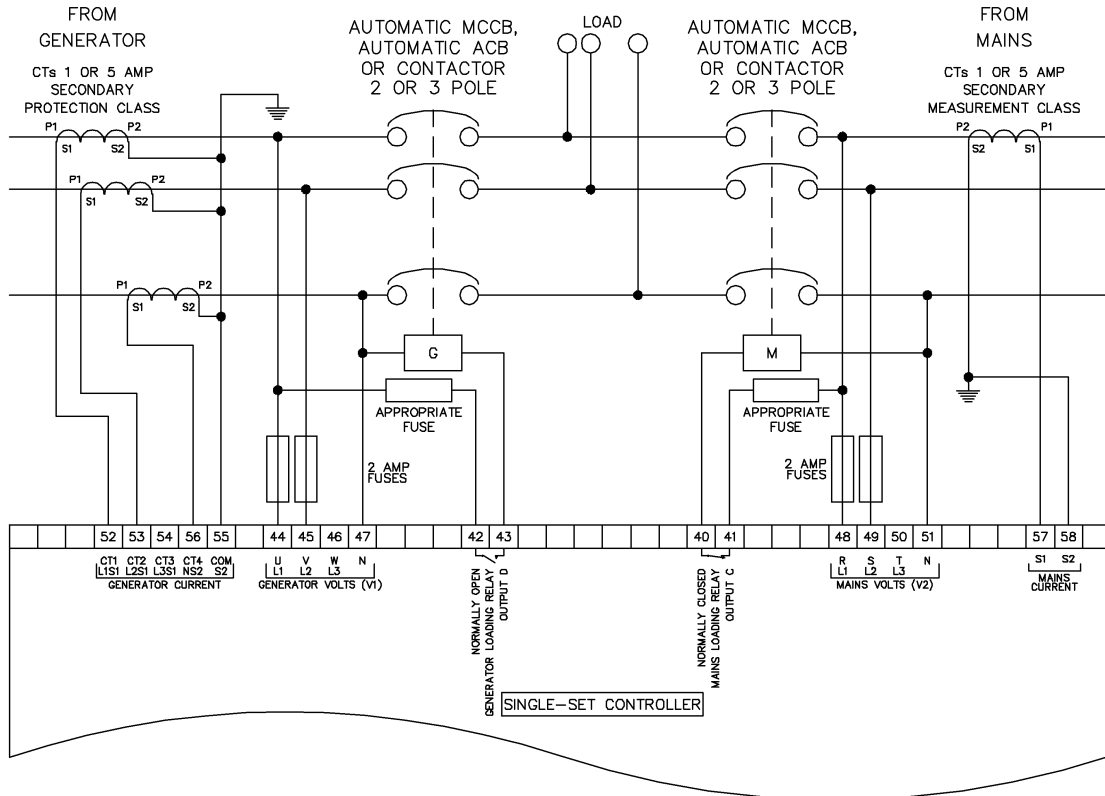 FROM
GENERATOR
CTs 1 OR 5 AMP
SECONDARY
PROTECTION CLASS
AUTOMATIC MCCB,
AUTOMATIC ACB
OR CONTACTOR
2 OR 3 POLE
LOAD
AUTOMATIC MCCB,
AUTOMATIC ACB
OR CONTACTOR
2 OR 3 POLE
FROM
MAINS
CTs 1 OR 5 AMP
SECONDARY
MEASUREMENT CLASS
P1 P2
S1 S2
P1 P2
S1 S2
P1 P2
S1 S2
P2 P1
S2 S1
G
M
APPROPRIATE
FUSE
APPROPRIATE
FUSE
2 AMP
FUSES
2 AMP
FUSES
52 53 54 56 55 44 45 46 47 42 43 40 41 48 49 50 51 57 58
CT1 CT2 CT3 CT4 COM
L1S1 L2S1 L3S1 NS2 S2
GENERATOR CURRENT
U V W N
L1 L2 L3
GENERATOR VOLTS (V1)
NORMALLY OPEN
GENERATOR LOADING RELAY
OUTPUT D
NORMALLY CLOSED
MAINS LOADING RELAY
OUTPUT C
R S T N
L1 L2 L3
MAINS VOLTS (V2)
S1 S2
MAINS
CURRENT
SINGLE-SET CONTROLLER